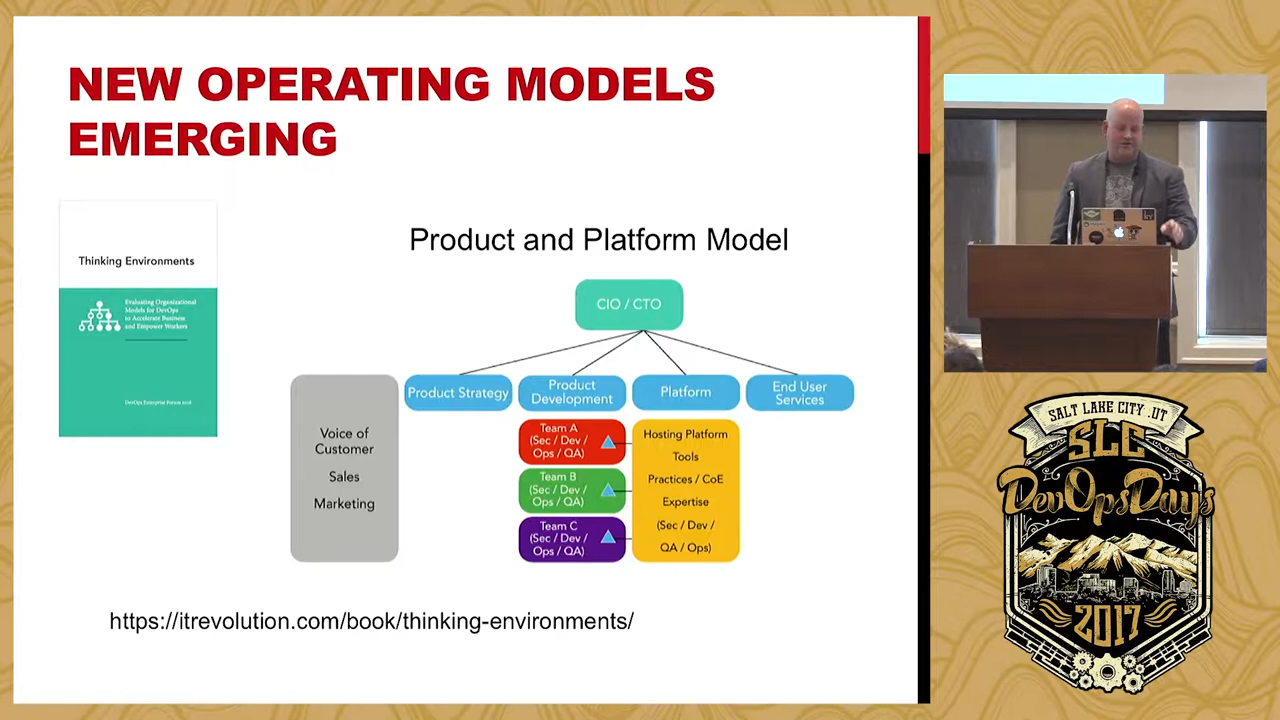 NEW OPERATING MODELS
EMERGING
Thinking Environments
Evaluating Organizational
Models for DevOps
to Accelerate Business
and Empower Workers
DevOps Enterprise Forum 2016
Product and Platform Model
CIO / CTO
Product Strategy
Product
Development
Platform
End User
Services
Voice of
Customer
Sales
Marketing
Team A
(Sec / Dev /
Ops / QA)
Team B
(Sec / Dev /
Ops / QA)
Team C
(Sec / Dev /
Ops / QA)
Hosting Platform
Tools
Practices / CoE
Expertise
(Sec / Dev /
QA / Ops)
https://itrevolution.com/book/thinking-environments/
SALT LAKE CITY .UT
SLC
DevOpsDays
2017